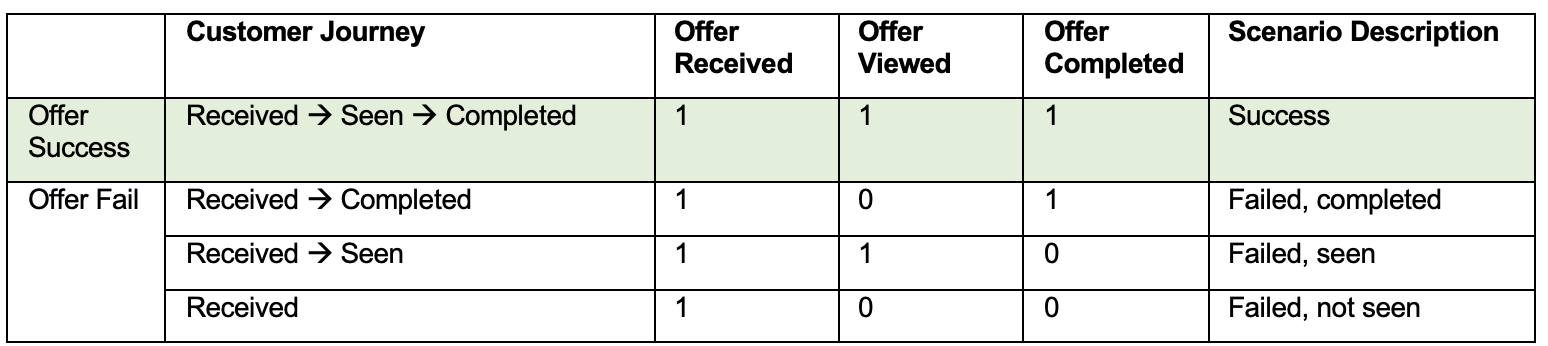 Customer Journey
Offer Received
Offer Viewed
Offer Completed
Scenario Description
Offer Success
Received → Seen → Completed
1
1
1
Success
Offer Fail
Received → Completed
1
0
1
Failed, completed
Received → Seen
1
1
0
Failed, seen
Received
1
0
0
Failed, not seen